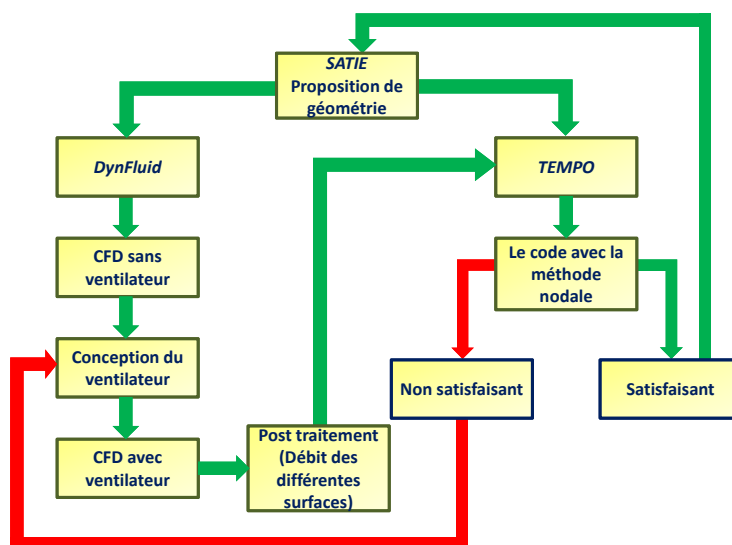 SATIE
Proposition de
géométrie
DynFluid
TEMPO
CFD sans
ventilateur
Le code avec la
méthode
nodale
Conception du
ventilateur
Non satisfaisant
Satisfaisant
CFD avec
ventilateur
Post traitement
(Débit des
différentes
surfaces)